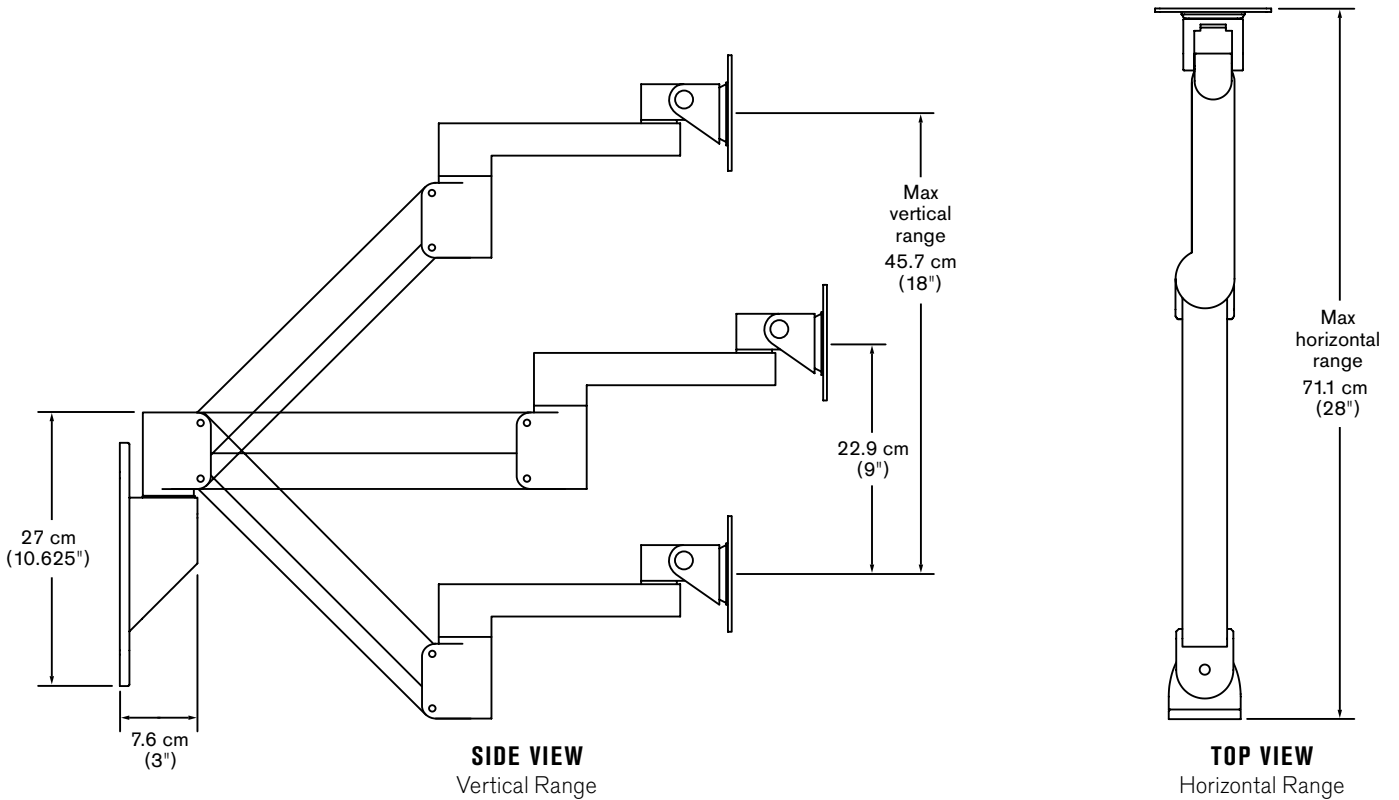 Max
vertical
range
45.7 cm
(18")
22.9 cm
(9")
27 cm
(10.625")
7.6 cm
(3")
SIDE VIEW
Vertical Range
Max
horizontal
range
71.1 cm
(28")
TOP VIEW
Horizontal Range